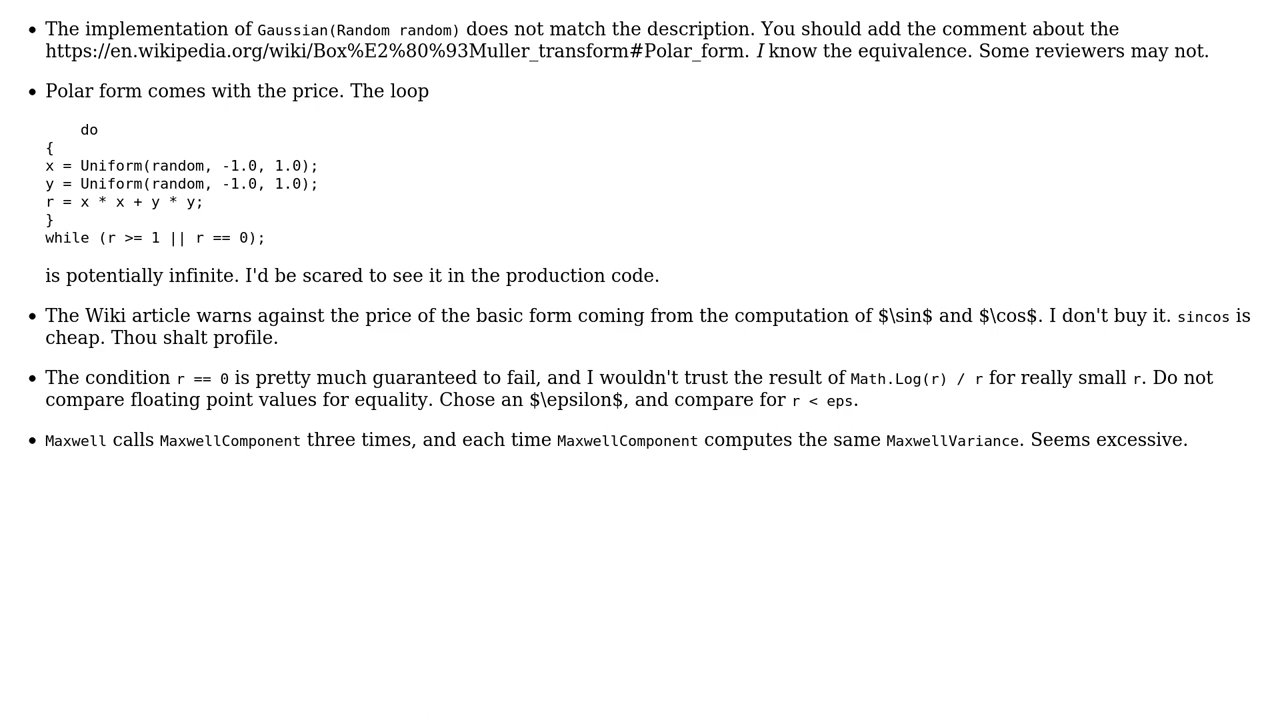 • The implementation of Gaussian(Random random) does not match the description. You should add the comment about the
https://en.wikipedia.org/wiki/Box%E2%80%93Muller_transform#Polar_form. I know the equivalence. Some reviewers may not.
• Polar form comes with the price. The loop
do
{
x = Uniform(random, -1.0, 1.0);
y = Uniform(random, -1.0, 1.0);
r = x * x + y * y;
}
while (r >= 1 || r == 0);
is potentially infinite. I'd be scared to see it in the production code.
• The Wiki article warns against the price of the basic form coming from the computation of $\sin$ and $\cos$. I don't buy it. sincos is
cheap. Thou shalt profile.
• The condition r == 0 is pretty much guaranteed to fail, and I wouldn't trust the result of Math.Log(r) / r for really small r. Do not
compare floating point values for equality. Chose an $\epsilon$, and compare for r < eps.
• Maxwell calls MaxwellComponent three times, and each time MaxwellComponent computes the same MaxwellVariance. Seems excessive.